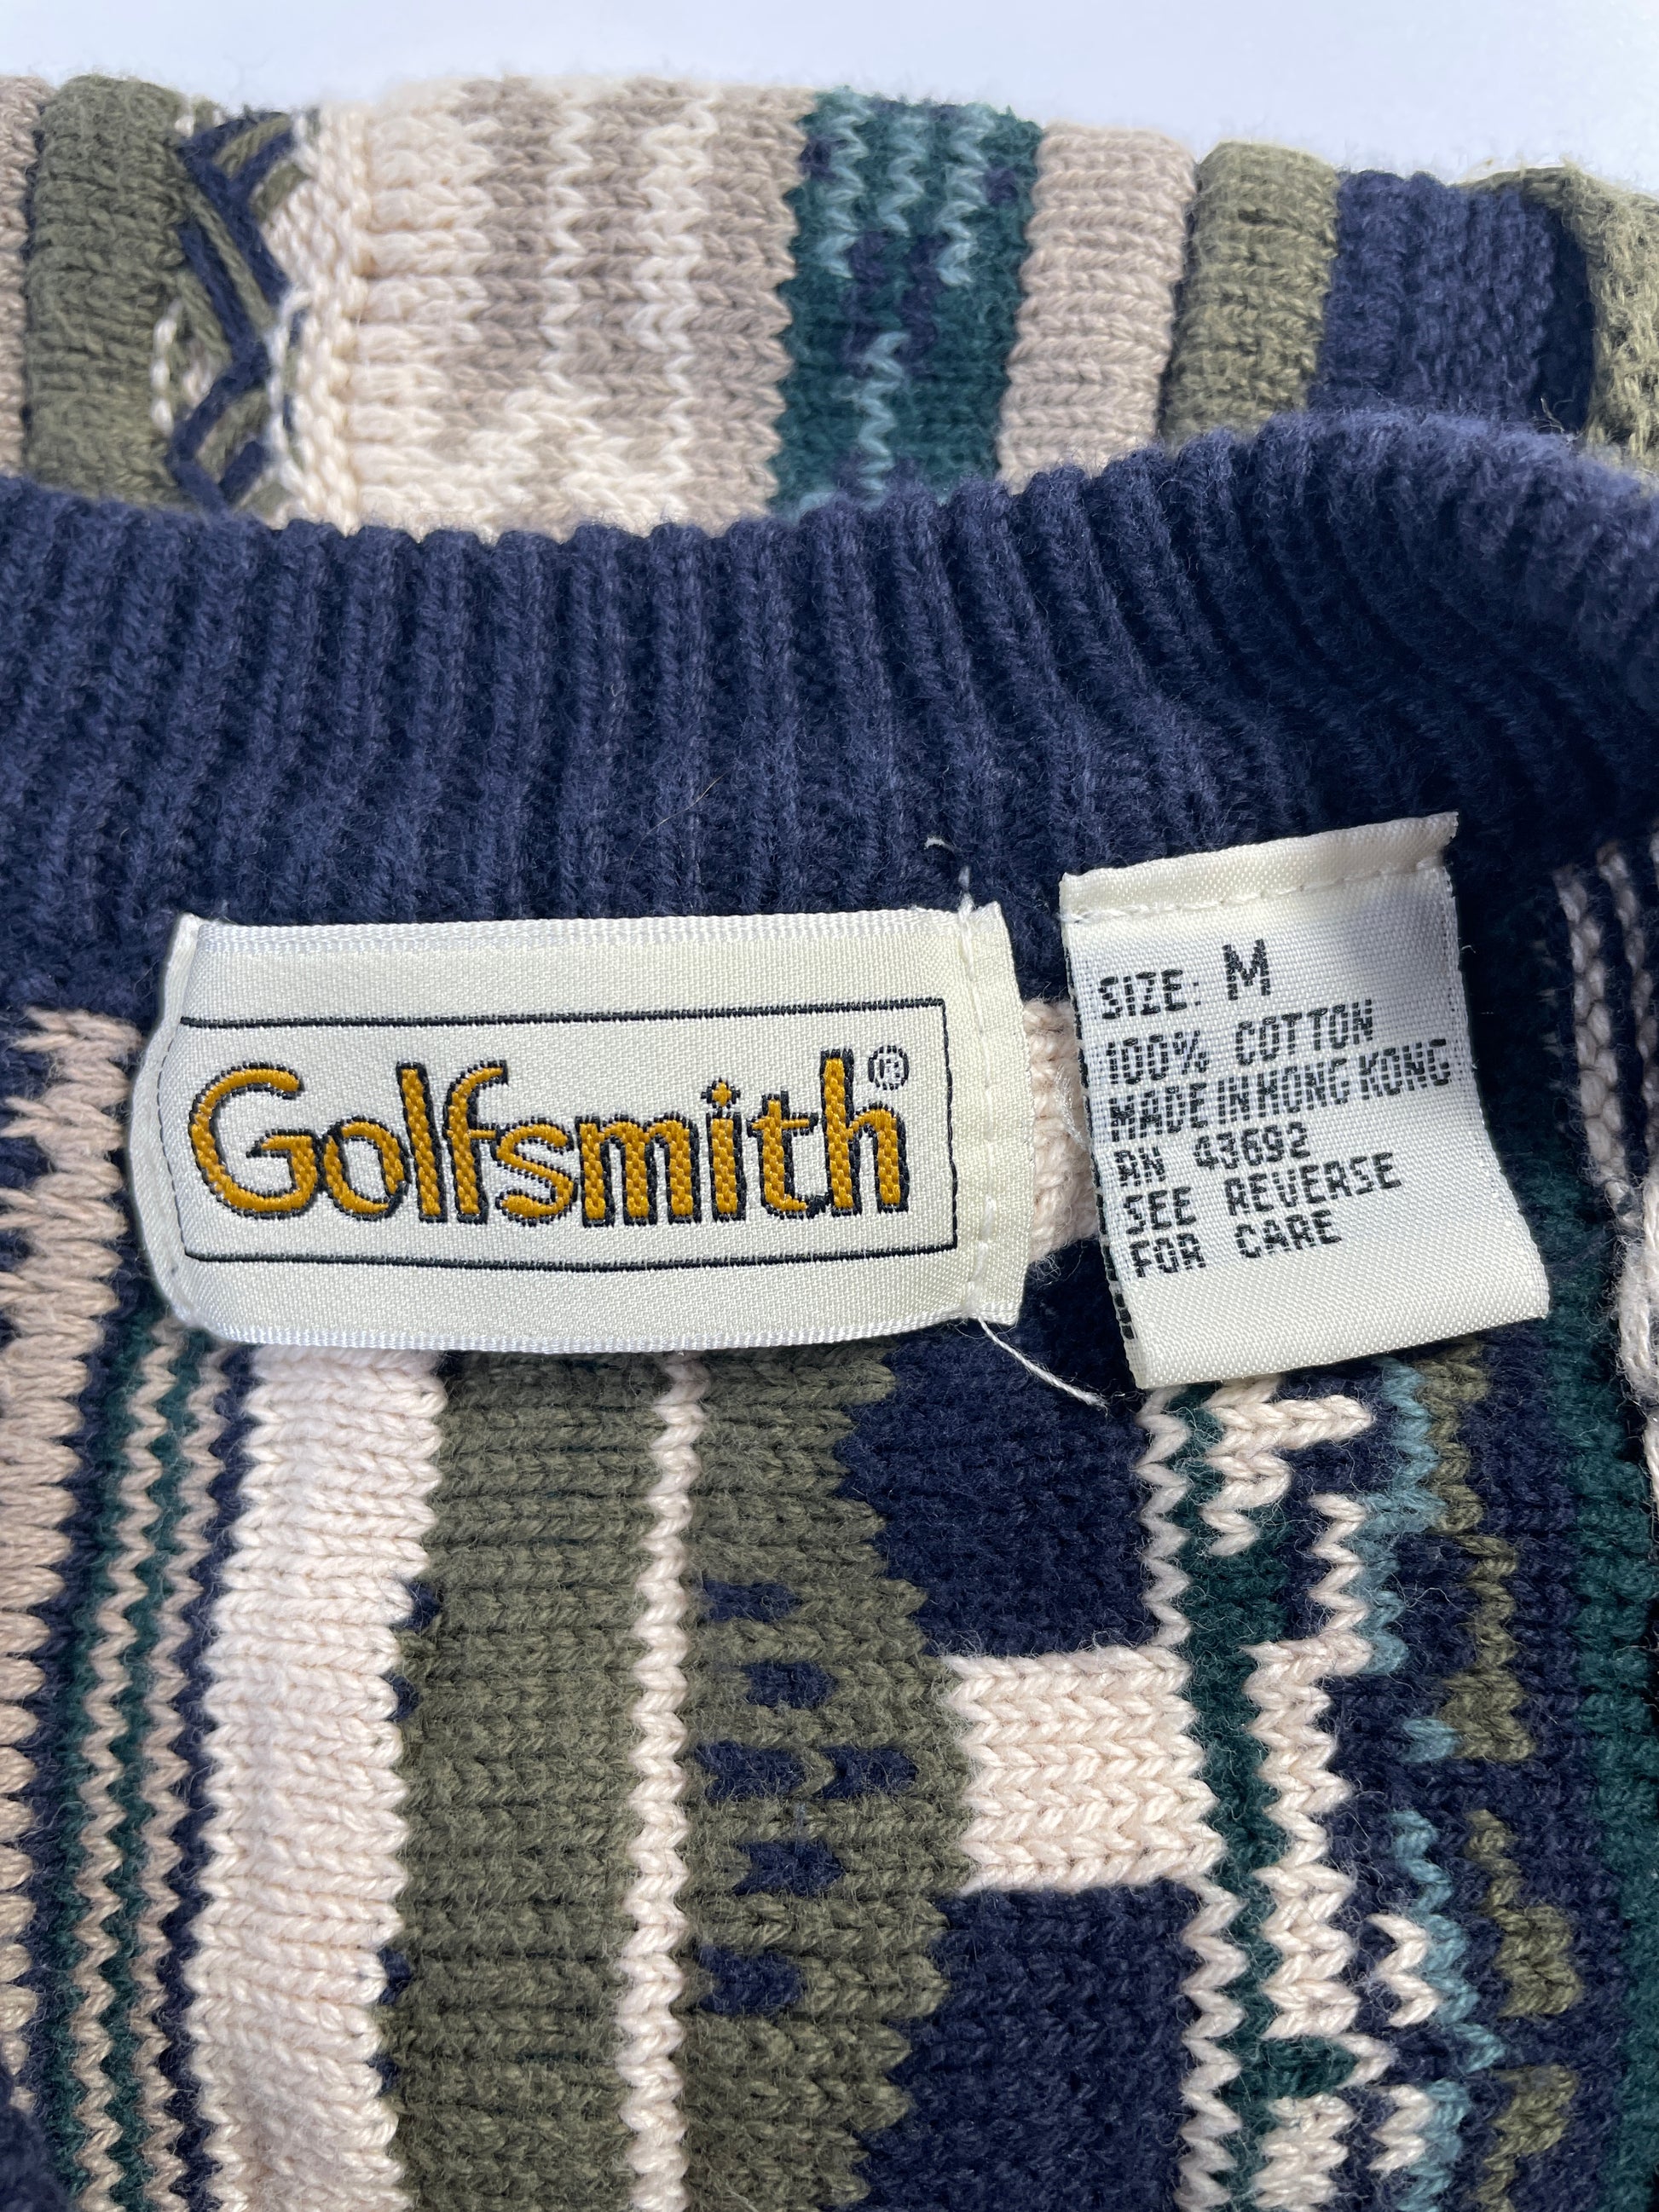 Golfsmith®
SIZE: M
100% COTTON
MADE IN HONG KONG
RN 43692
SEE REVERSE
FOR CARE